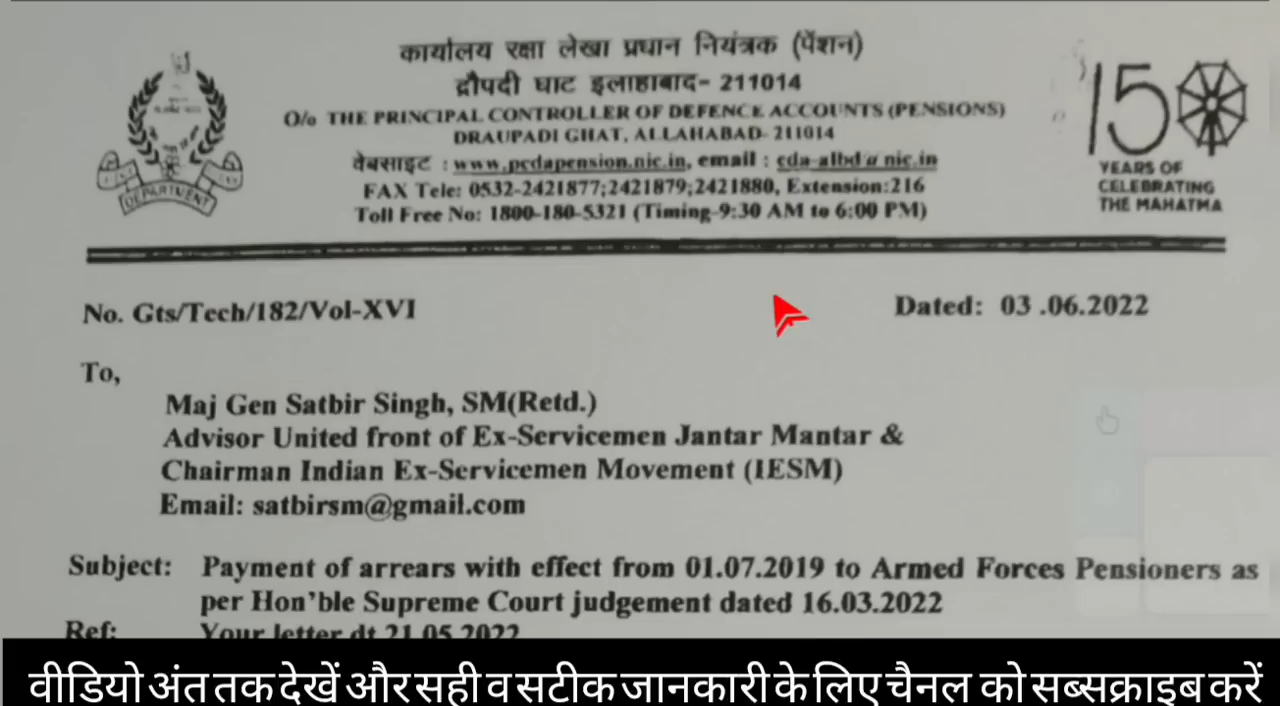 कार्यालय रक्षा लेखा प्रधान नियंत्रक (पेंशन)
द्रौपदी घाट इलाहाबाद- 211014
O/o THE PRINCIPAL CONTROLLER OF DEFENCE ACCOUNTS (PENSIONS)
DRAUPADI GHAT, ALLAHABAD- 211014
वेबसाइट : www.pcdapension.nic.in, email : cda-albd@nic.in
FAX Tele: 0532-2421877;2421879;2421880, Extension:216
Toll Free No: 1800-180-5321 (Timing-9:30 AM to 6:00 PM)
DEPARTMENT
150
YEARS OF
CELEBRATING
THE MAHATMA
No. Gts/Tech/182/Vol-XVI Dated: 03 .06.2022
To,
Maj Gen Satbir Singh, SM(Retd.)
Advisor United front of Ex-Servicemen Jantar Mantar &
Chairman Indian Ex-Servicemen Movement (IESM)
Email: satbirsm@gmail.com
Subject: Payment of arrears with effect from 01.07.2019 to Armed Forces Pensioners as
per Hon'ble Supreme Court judgement dated 16.03.2022
Ref: Your letter dt 21.05.2022
वीडियो अंत तक देखें और सही व सटीक जानकारी के लिए चैनल को सब्सक्राइब करें